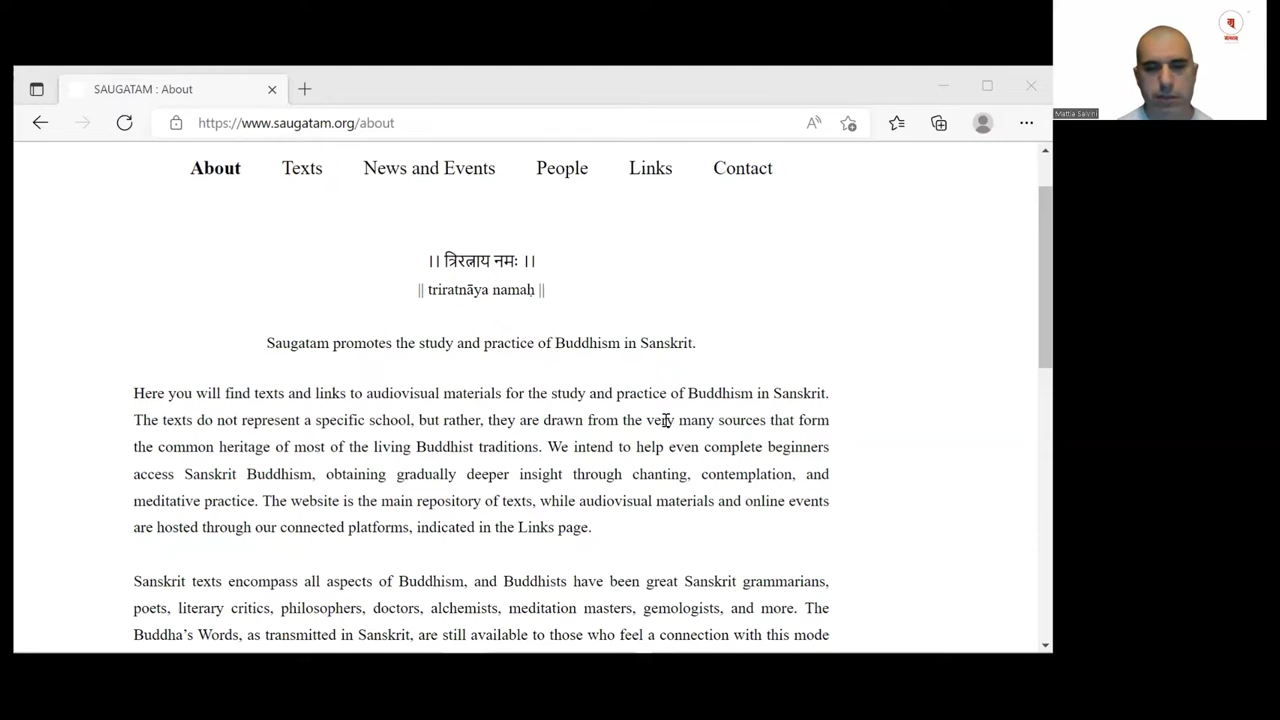 SAUGATAM : About
https://www.saugatam.org/about
About Texts News and Events People Links Contact
।। त्रिरत्नाय नमः ।।
|| triratnāya namaḥ ||
Saugatam promotes the study and practice of Buddhism in Sanskrit.
Here you will find texts and links to audiovisual materials for the study and practice of Buddhism in Sanskrit.
The texts do not represent a specific school, but rather, they are drawn from the very many sources that form
the common heritage of most of the living Buddhist traditions. We intend to help even complete beginners
access Sanskrit Buddhism, obtaining gradually deeper insight through chanting, contemplation, and
meditative practice. The website is the main repository of texts, while audiovisual materials and online events
are hosted through our connected platforms, indicated in the Links page.
Sanskrit texts encompass all aspects of Buddhism, and Buddhists have been great Sanskrit grammarians,
poets, literary critics, philosophers, doctors, alchemists, meditation masters, gemologists, and more. The
Buddha’s Words, as transmitted in Sanskrit, are still available to those who feel a connection with this mode
Mattia Salvini